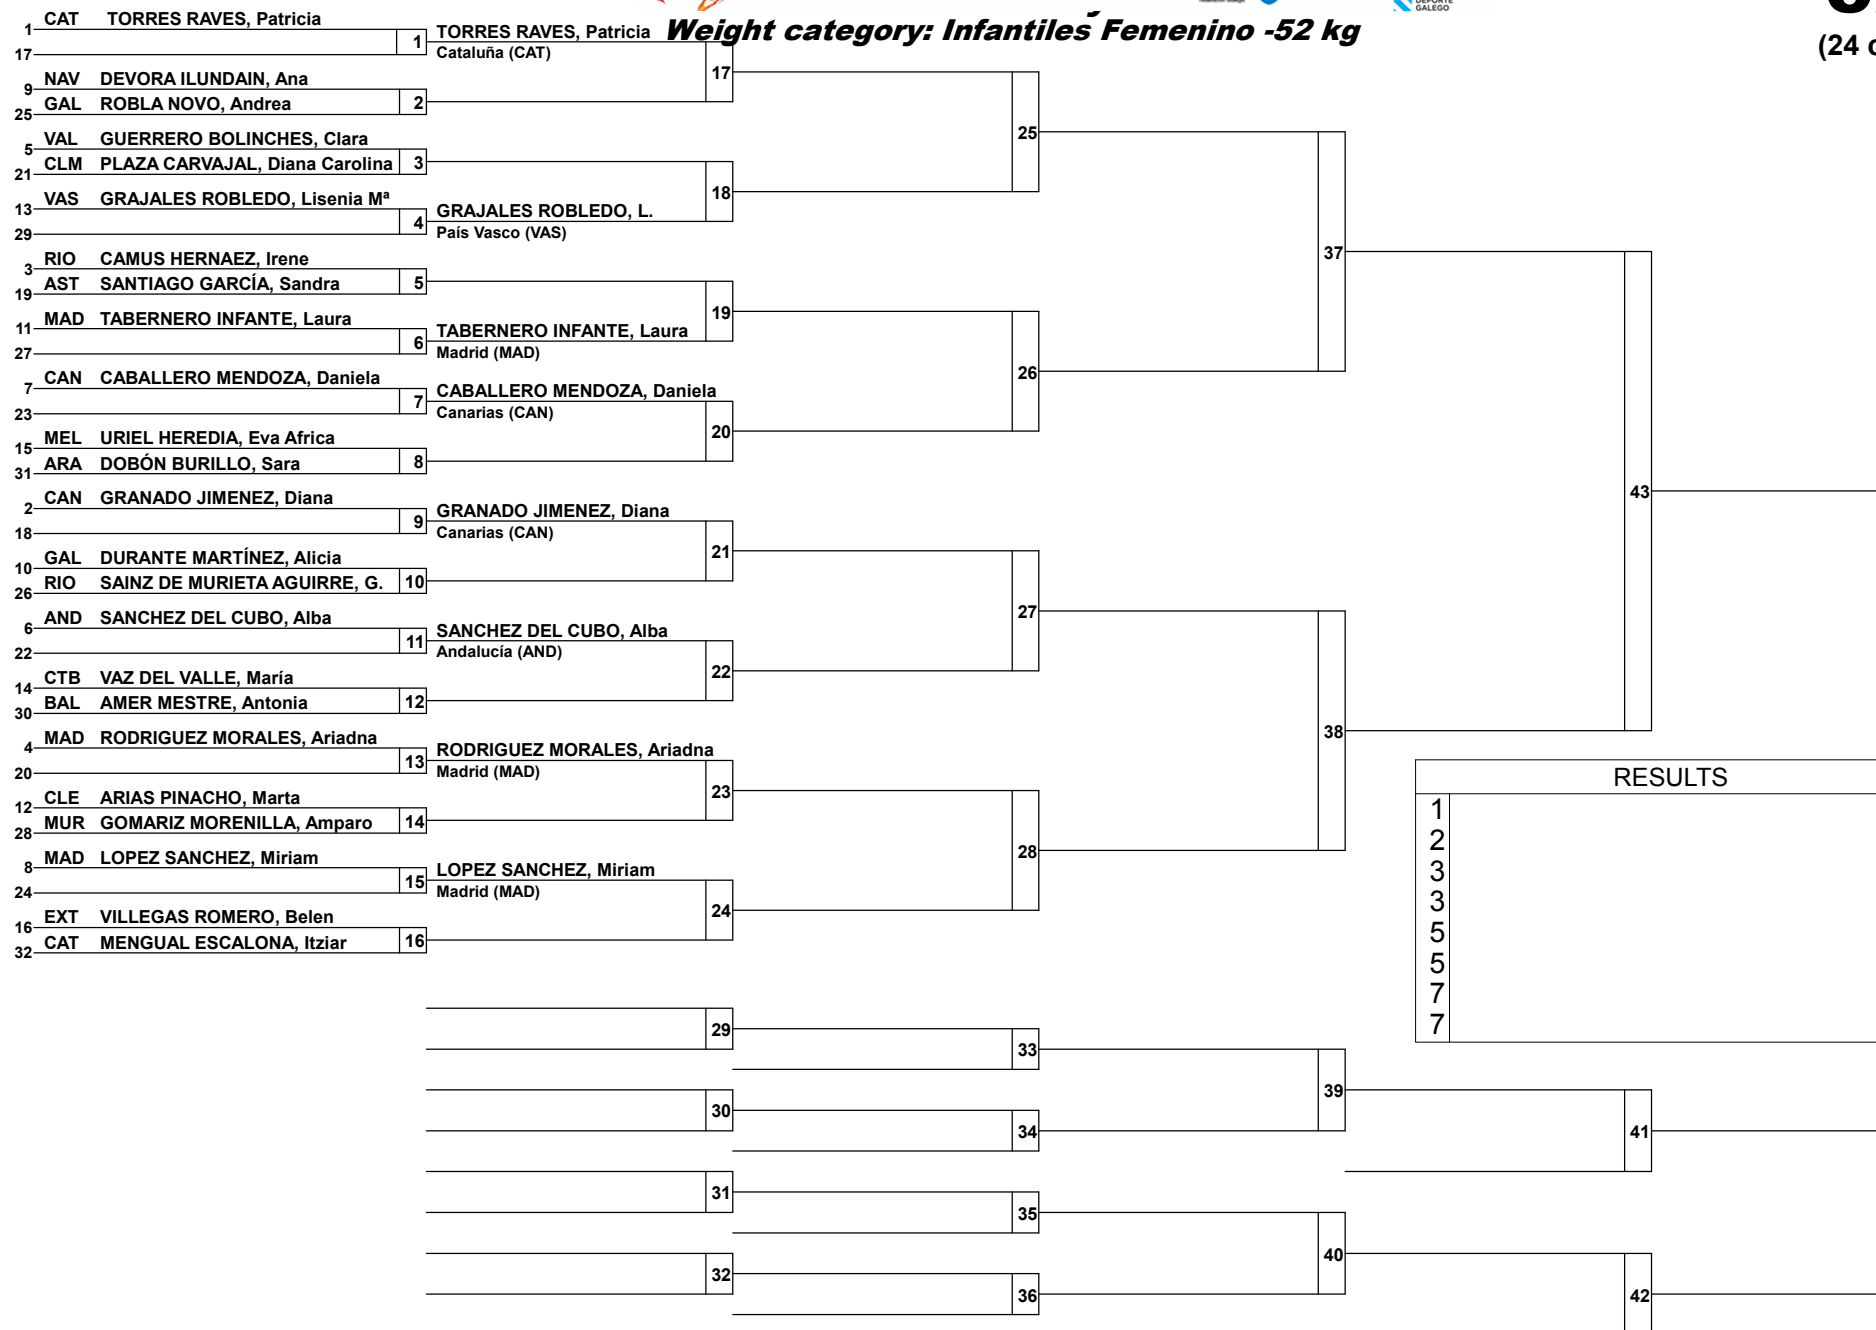 Weight category: Infantiles Femenino -52 kg
(24 c
1 CAT TORRES RAVES, Patricia
17
1 TORRES RAVES, Patricia
Cataluña (CAT)
9 NAV DEVORA ILUNDAIN, Ana
25 GAL ROBLA NOVO, Andrea
2
17
5 VAL GUERRERO BOLINCHES, Clara
21 CLM PLAZA CARVAJAL, Diana Carolina
3
25
13 VAS GRAJALES ROBLEDO, Lisenia Mª
29
4 GRAJALES ROBLEDO, L.
País Vasco (VAS)
18
3 RIO CAMUS HERNAEZ, Irene
19 AST SANTIAGO GARCÍA, Sandra
5
37
11 MAD TABERNERO INFANTE, Laura
27
6 TABERNERO INFANTE, Laura
Madrid (MAD)
19
7 CAN CABALLERO MENDOZA, Daniela
23
7 CABALLERO MENDOZA, Daniela
Canarias (CAN)
26
15 MEL URIEL HEREDIA, Eva Africa
31 ARA DOBÓN BURILLO, Sara
8
20
2 CAN GRANADO JIMENEZ, Diana
18
9 GRANADO JIMENEZ, Diana
Canarias (CAN)
43
10 GAL DURANTE MARTÍNEZ, Alicia
26 RIO SAINZ DE MURIETA AGUIRRE, G.
10
21
6 AND SANCHEZ DEL CUBO, Alba
22
11 SANCHEZ DEL CUBO, Alba
Andalucía (AND)
27
14 CTB VAZ DEL VALLE, María
30 BAL AMER MESTRE, Antonia
12
22
4 MAD RODRIGUEZ MORALES, Ariadna
20
13 RODRIGUEZ MORALES, Ariadna
Madrid (MAD)
38
12 CLE ARIAS PINACHO, Marta
28 MUR GOMARIZ MORENILLA, Amparo
14
23
8 MAD LOPEZ SANCHEZ, Miriam
24
15 LOPEZ SANCHEZ, Miriam
Madrid (MAD)
28
16 EXT VILLEGAS ROMERO, Belen
32 CAT MENGUAL ESCALONA, Itziar
16
24
RESULTS
1
2
3
3
5
5
7
7
29
33
39
30
34
41
31
35
40
32
36
42
DEPORTE
GALEGO